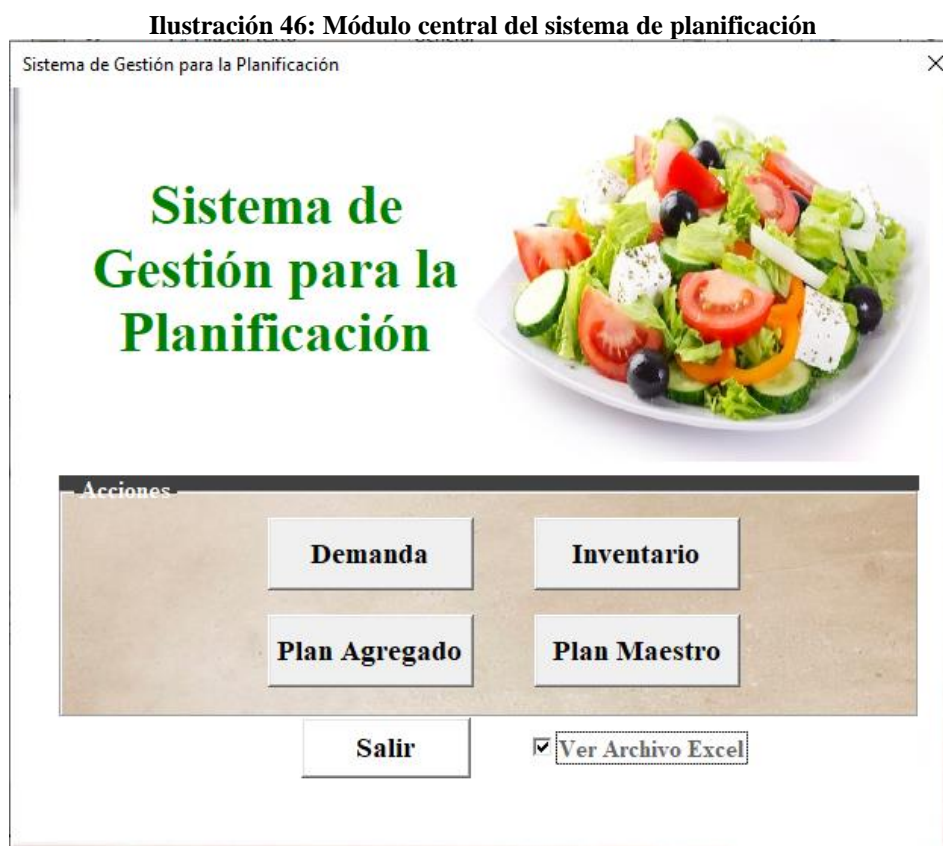 Ilustración 46: Módulo central del sistema de planificación
Sistema de Gestión para la Planificación
Sistema de
Gestión para la
Planificación
Acciones
Demanda
Inventario
Plan Agregado
Plan Maestro
Salir
Ver Archivo Excel